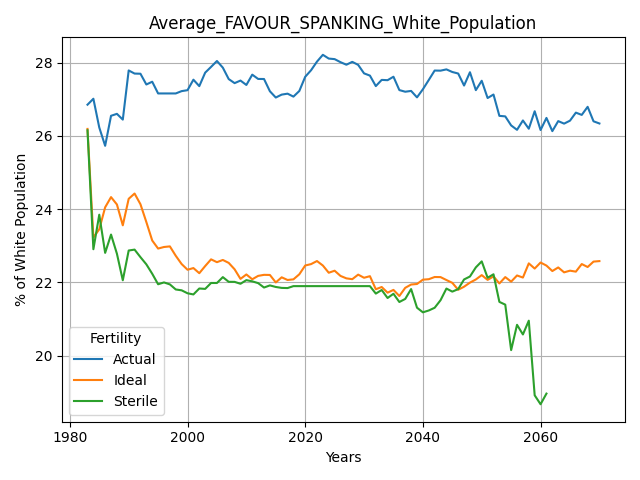 Average_FAVOUR_SPANKING_White_Population
% of White Population
28
26
24
22
20
Fertility
Actual
Ideal
Sterile
1980
2000
2020
2040
2060
Years